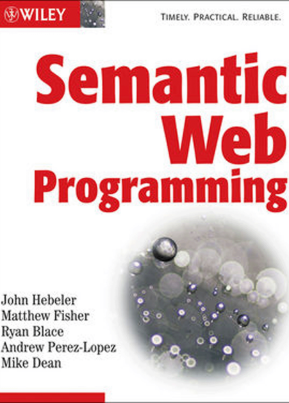 WILEY
TIMELY. PRACTICAL. RELIABLE.
Semantic
Web
Programming
John Hebeler
Matthew Fisher
Ryan Blace
Andrew Perez-Lopez
Mike Dean